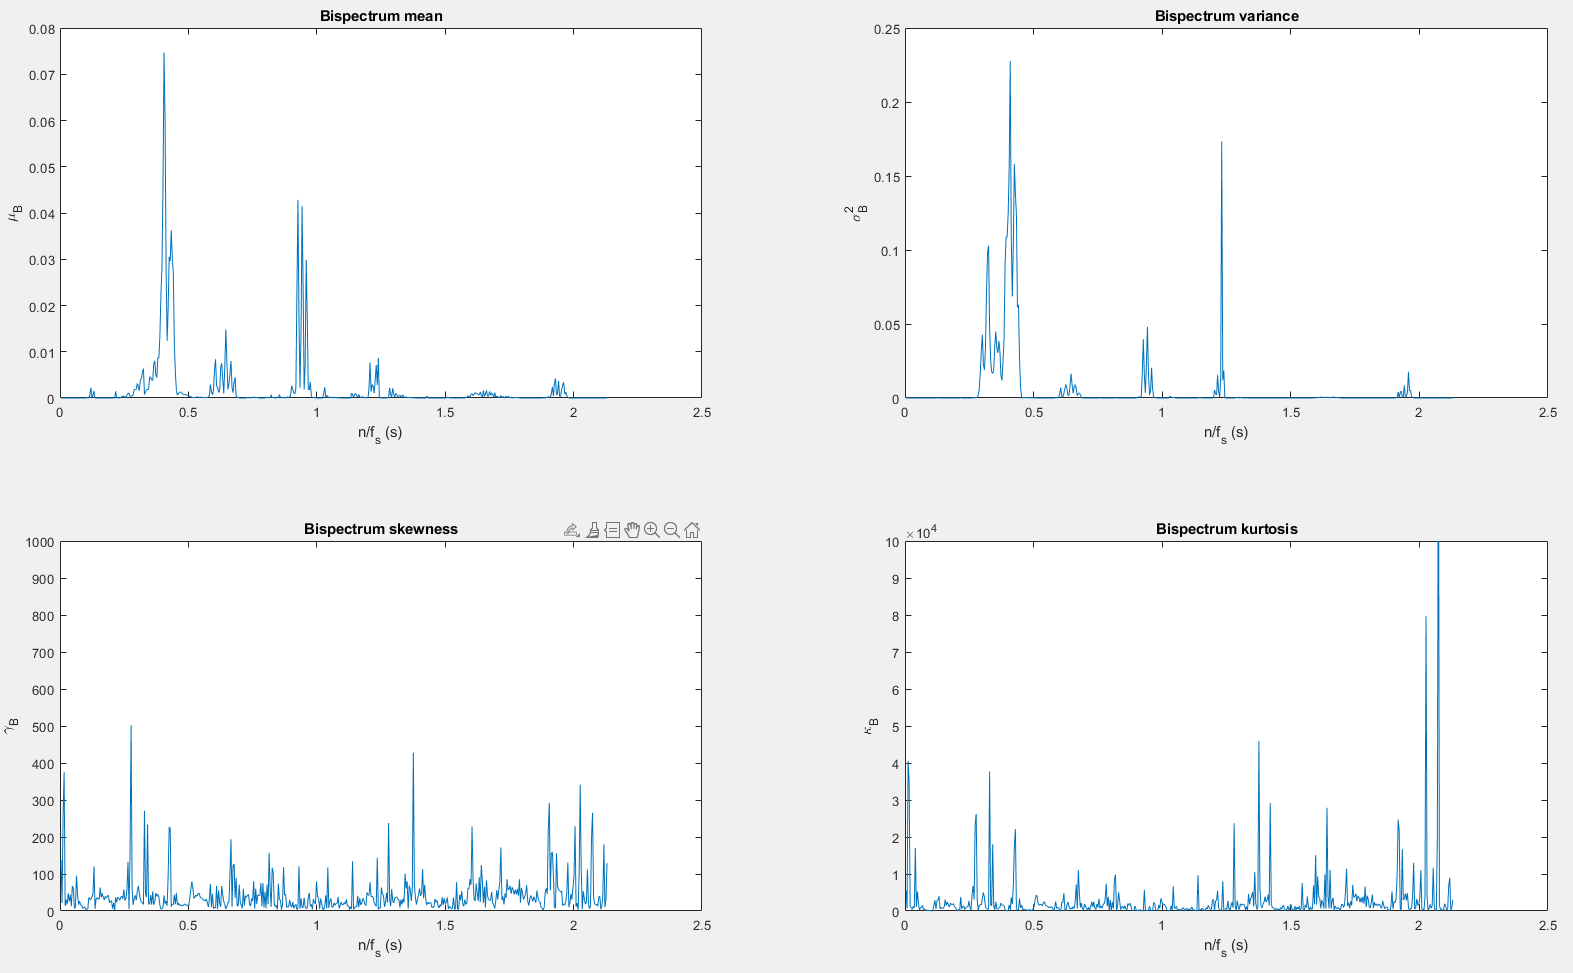 Bispectrum mean
0.08
0.07
0.06
0.05
0.04
0.03
0.02
0.01
0
μB
0 0.5 1 1.5 2 2.5
n/fs (s)
Bispectrum variance
0.25
0.2
0.15
0.1
0.05
0
σ2B
0 0.5 1 1.5 2 2.5
n/fs (s)
Bispectrum skewness
1000
900
800
700
600
500
400
300
200
100
0
γB
0 0.5 1 1.5 2 2.5
n/fs (s)
Bispectrum kurtosis
×104
10
9
8
7
6
5
4
3
2
1
0
κB
0 0.5 1 1.5 2 2.5
n/fs (s)